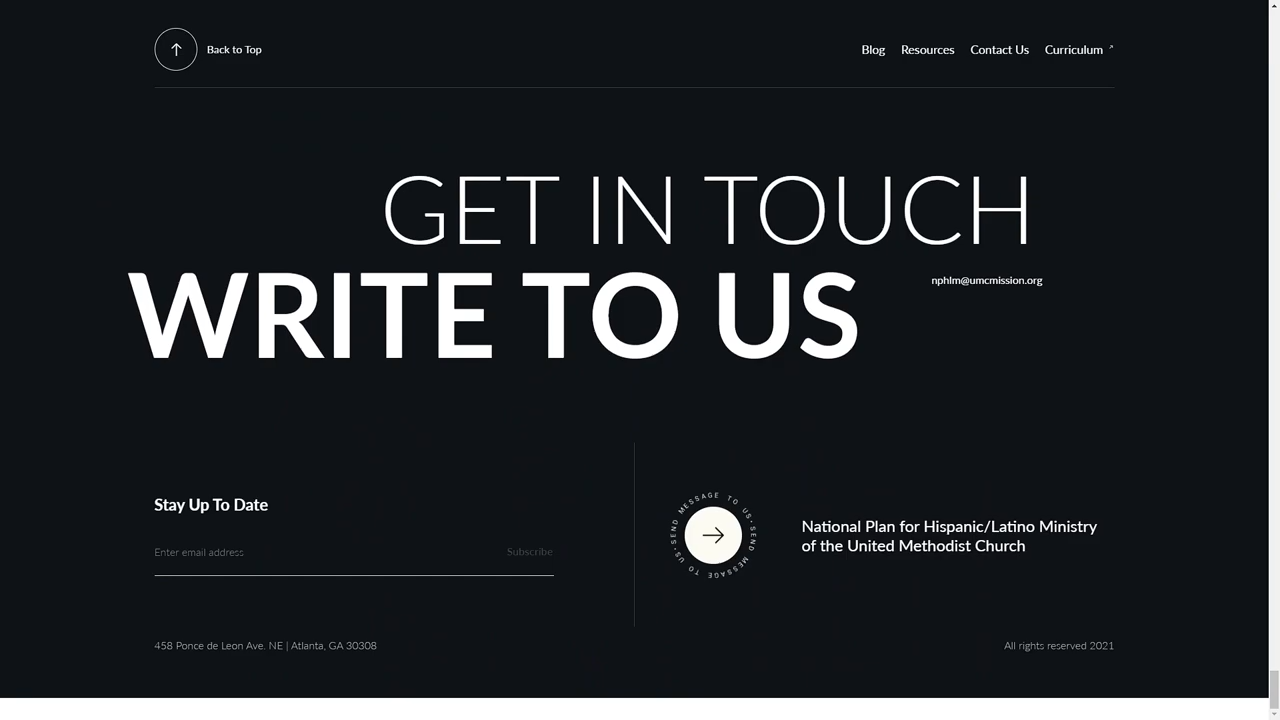 Back to Top
Blog Resources Contact Us Curriculum
GET IN TOUCH
WRITE TO US
nphlm@umcmission.org
Stay Up To Date
Enter email address
Subscribe
SEND MESSAGE TO US • SEND MESSAGE TO US •
National Plan for Hispanic/Latino Ministry
of the United Methodist Church
458 Ponce de Leon Ave. NE | Atlanta, GA 30308
All rights reserved 2021